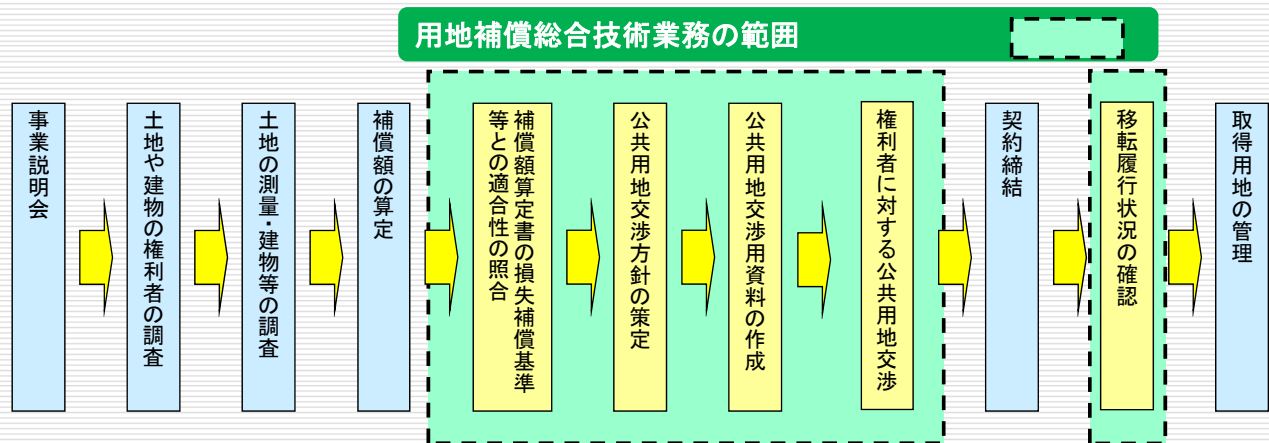 用地補償総合技術業務の範囲
事業説明会
土地や建物の権利者の調査
土地の測量・建物等の調査
補償額の算定
補償額算定書の損失補償基準
等との適合性の照合
公共用地交渉方針の策定
公共用地交渉用資料の作成
権利者に対する公共用地交渉
契約締結
移転履行状況の確認
取得用地の管理